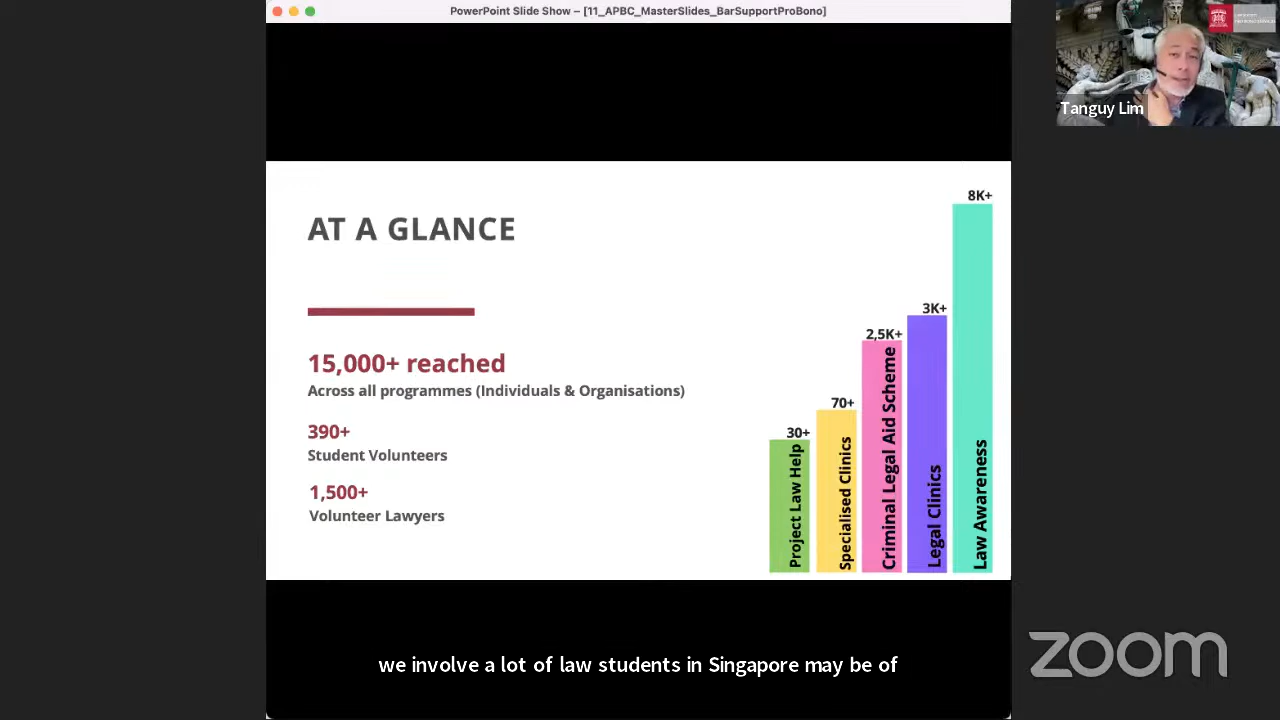 PowerPoint Slide Show – [11_APBC_MasterSlides_BarSupportProBono]
Tanguy Lim
AT A GLANCE
15,000+ reached
Across all programmes (Individuals & Organisations)
390+
Student Volunteers
1,500+
Volunteer Lawyers
30+
Project Law Help
70+
Specialised Clinics
2,5K+
Criminal Legal Aid Scheme
3K+
Legal Clinics
8K+
Law Awareness
we involve a lot of law students in Singapore may be of
zoom